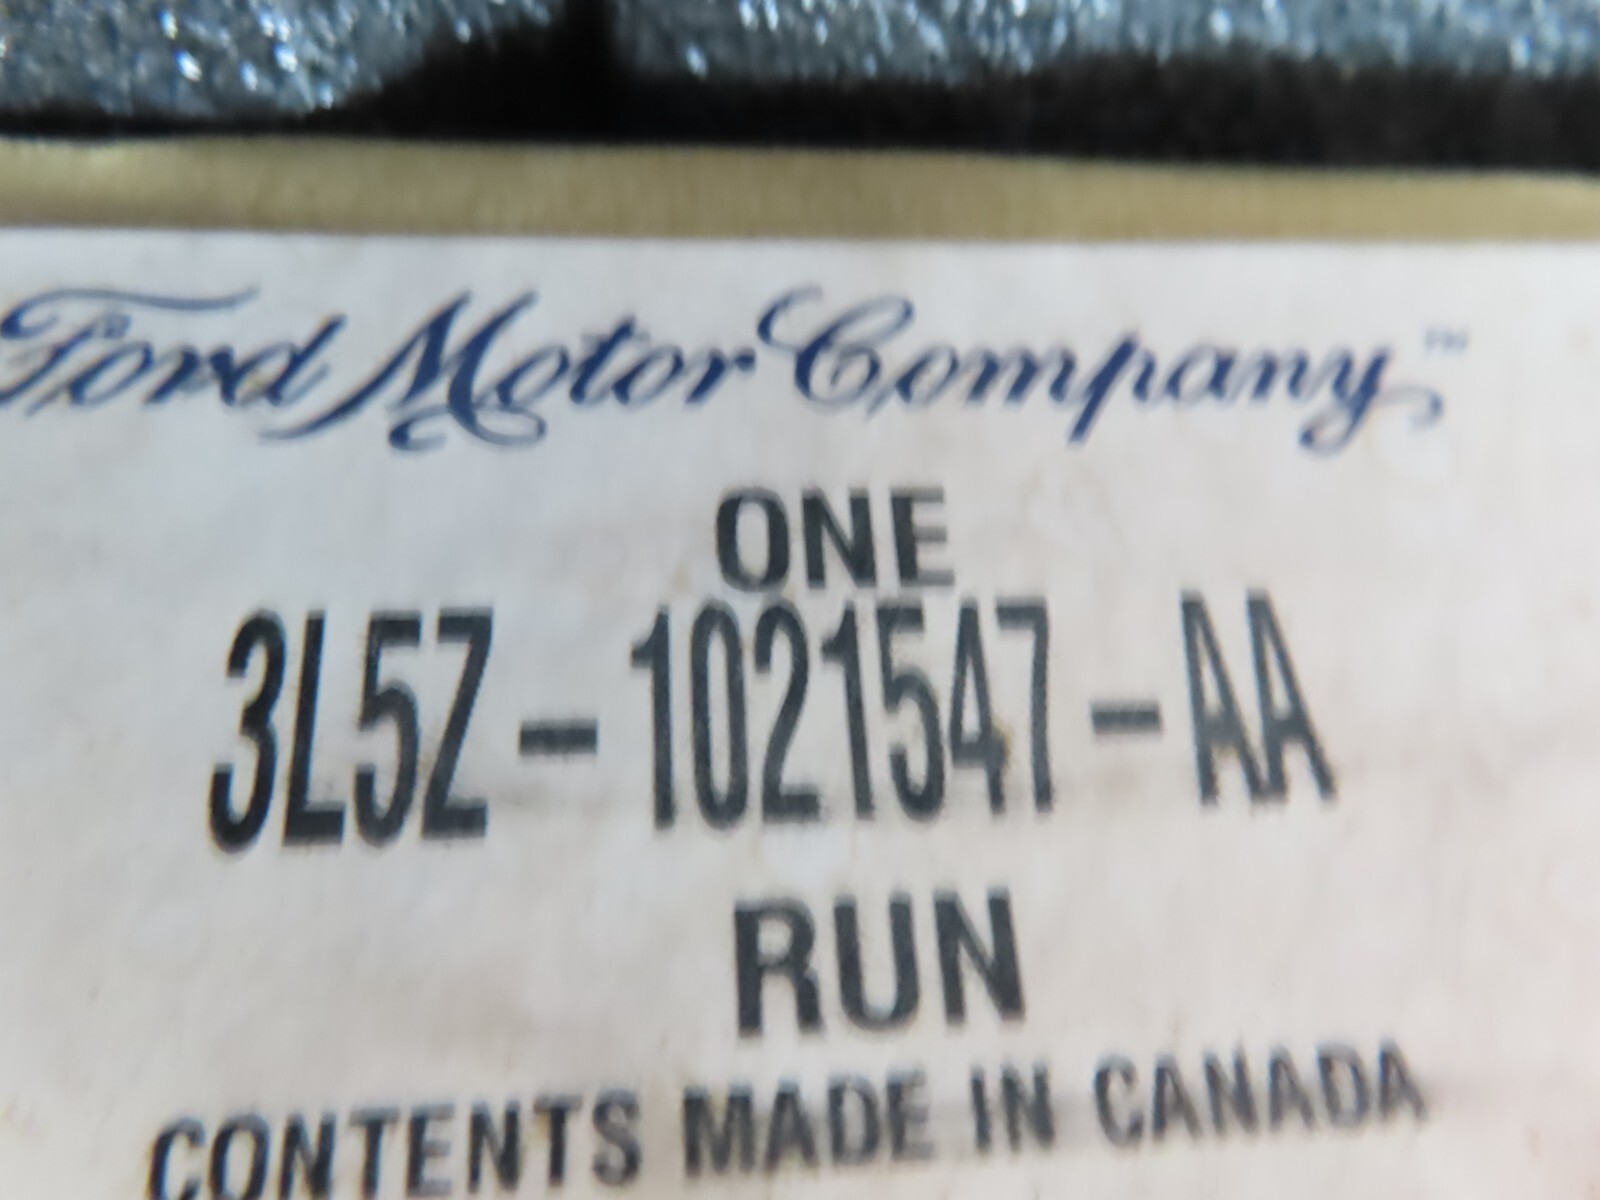 Ford Motor Company™
ONE
3L5Z-1021547-AA
RUN
CONTENTS MADE IN CANADA